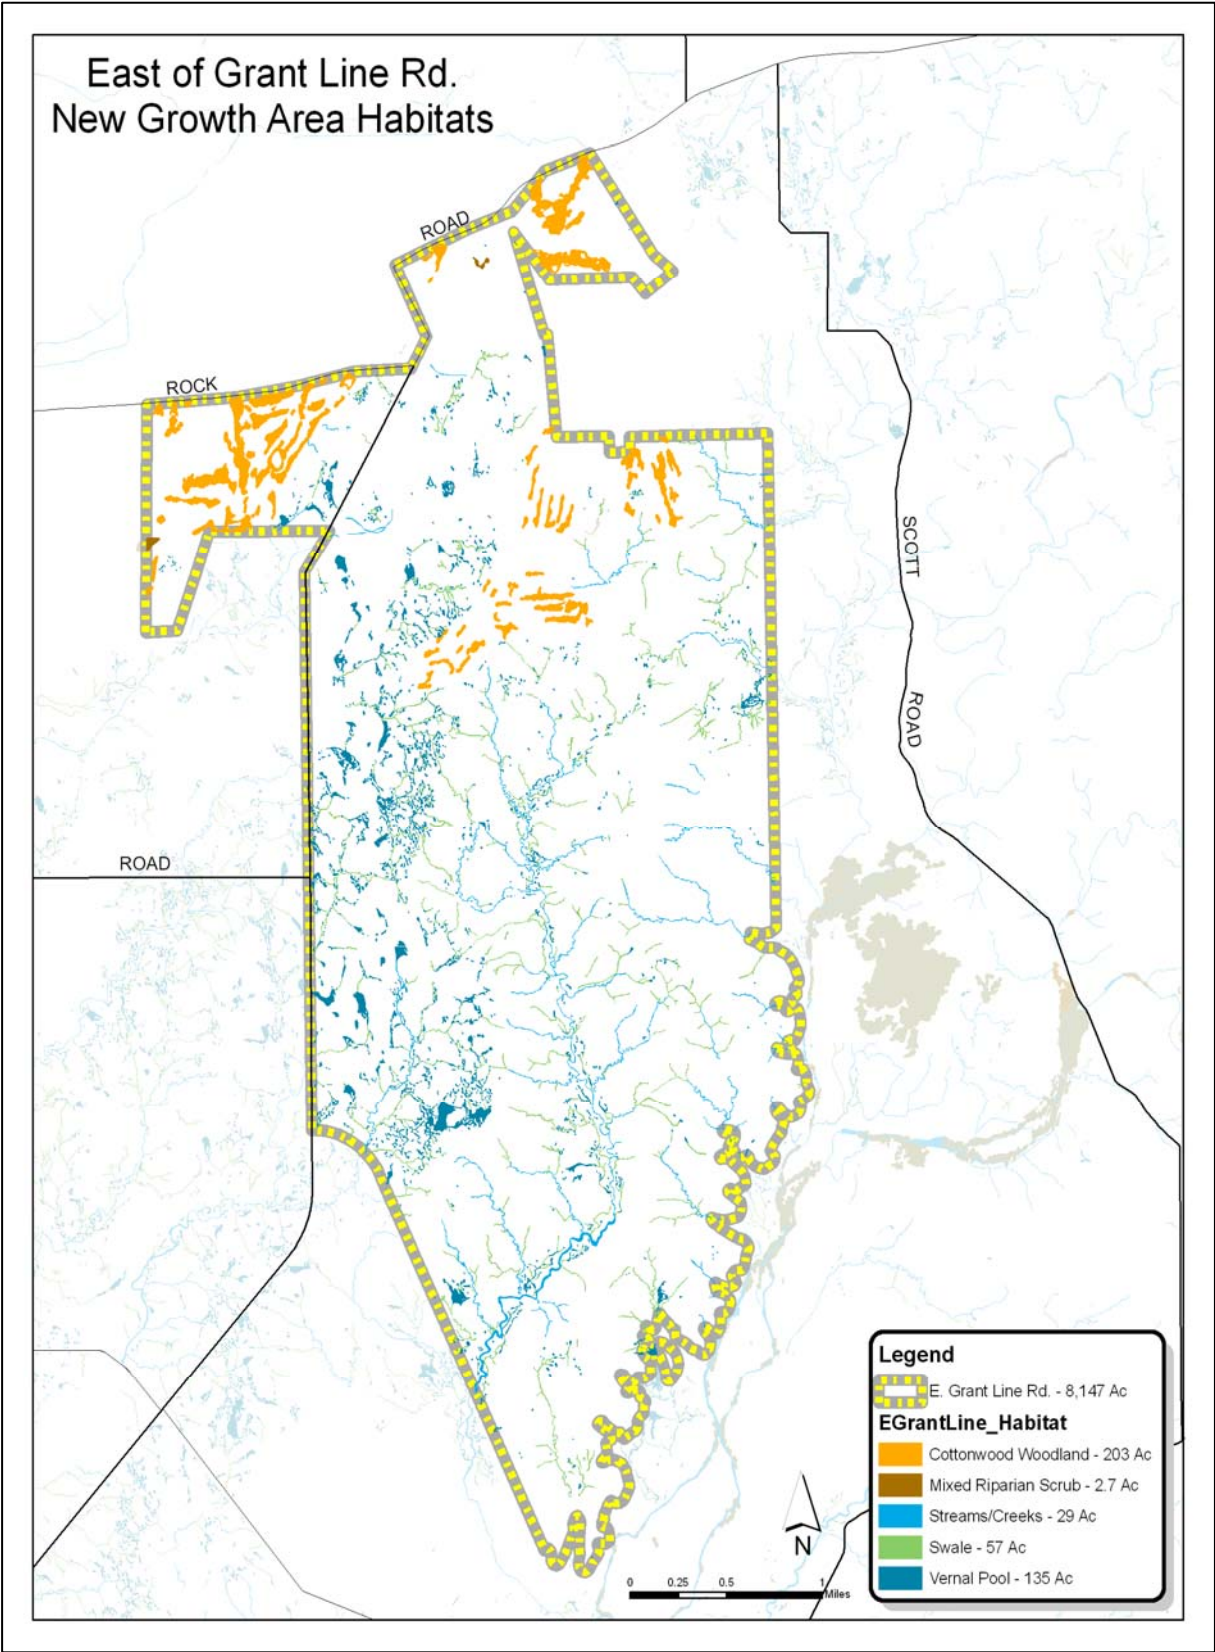 East of Grant Line Rd.
New Growth Area Habitats
ROAD
ROCK
SCOTT
ROAD
ROAD
Legend
E. Grant Line Rd. - 8,147 Ac
EGrantLine_Habitat
Cottonwood Woodland - 203 Ac
Mixed Riparian Scrub - 2.7 Ac
Streams/Creeks - 29 Ac
Swale - 57 Ac
Vernal Pool - 135 Ac
N
0 0.25 0.5 1
Miles